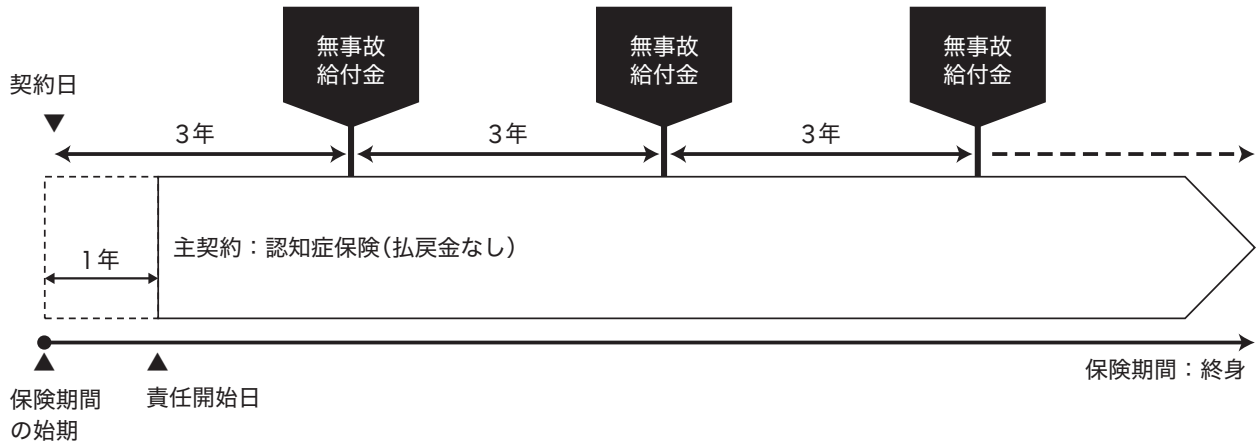 無事故
給付金
無事故
給付金
無事故
給付金
契約日
▼
3年
3年
3年
1年
主契約：認知症保険（払戻金なし）
▲
▲
保険期間
の始期
責任開始日
保険期間：終身